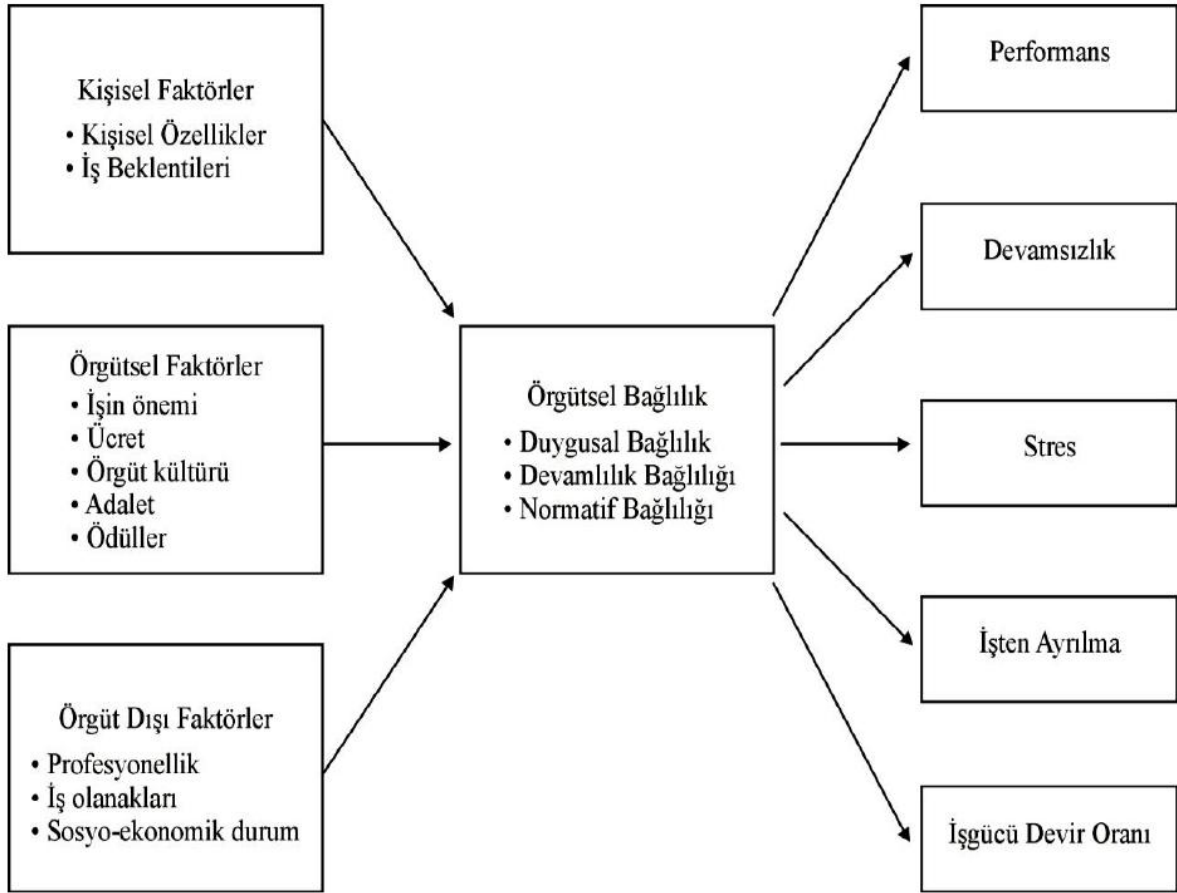 Kişisel Faktörler
• Kişisel Özellikler
• İş Beklentileri
Örgütsel Faktörler
• İşin önemi
• Ücret
• Örgüt kültürü
• Adalet
• Ödüller
Örgüt Dışı Faktörler
• Profesyonellik
• İş olanakları
• Sosyo-ekonomik durum
Örgütsel Bağlılık
• Duygusal Bağlılık
• Devamlılık Bağlılığı
• Normatif Bağlılığı
Performans
Devamsızlık
Stres
İşten Ayrılma
İşgücü Devir Oranı